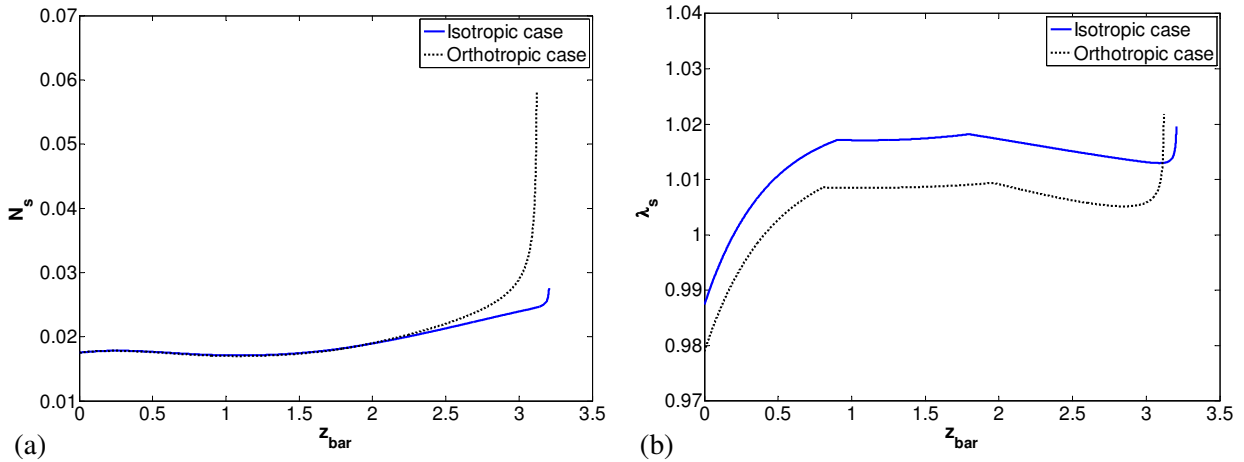 0.07
0.06
0.05
0.04
0.03
0.02
0.01
N_s
Isotropic case
Orthotropic case
0 0.5 1 1.5 2 2.5 3 3.5
z_bar
(a)
1.04
1.03
1.02
1.01
1
0.99
0.98
0.97
λ_s
Isotropic case
Orthotropic case
0 0.5 1 1.5 2 2.5 3 3.5
z_bar
(b)